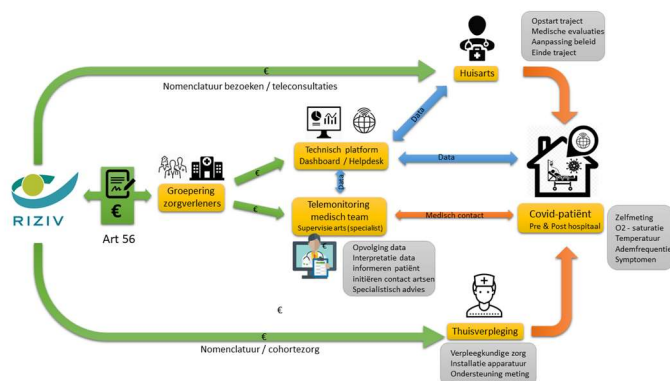 Opstart traject
Medische evaluaties
Aanpassing beleid
Einde traject
€
Huisarts
Nomenclatuur bezoeken / teleconsultaties
Data
Technisch platform
Dashboard / Helpdesk
€
Data
Groepering
zorgverleners
Data
RIZIV
€
Art 56
€
Telemonitoring
medisch team
Supervisie arts (specialist)
Medisch contact
Covid-patiënt
Pre & Post hospitaal
Zelfmeting
O2 - saturatie
Temperatuur
Ademfrequentie
Symptomen
€
Opvolging data
Interpretatie data
informeren patiënt
initiëren contact artsen
Specialistisch advies
€
€
Thuisverpleging
Nomenclatuur / cohortezorg
Verpleegkundige zorg
Installatie apparatuur
Ondersteuning meting